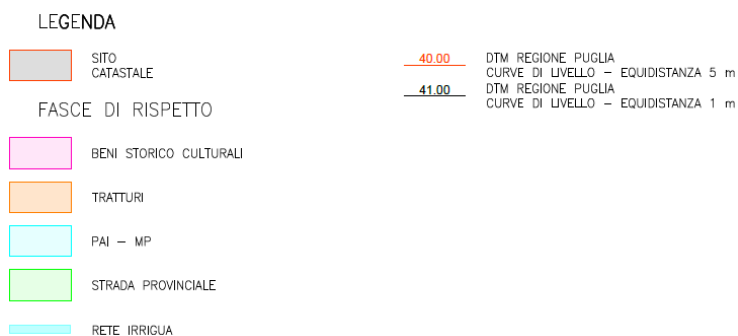 LEGENDA
SITO
CATASTALE
FASCE DI RISPETTO
BENI STORICO CULTURALI
TRATTURI
PAI – MP
STRADA PROVINCIALE
RETE IRRIGUA
40.00 DTM REGIONE PUGLIA
CURVE DI LIVELLO – EQUIDISTANZA 5 m
41.00 DTM REGIONE PUGLIA
CURVE DI LIVELLO – EQUIDISTANZA 1 m